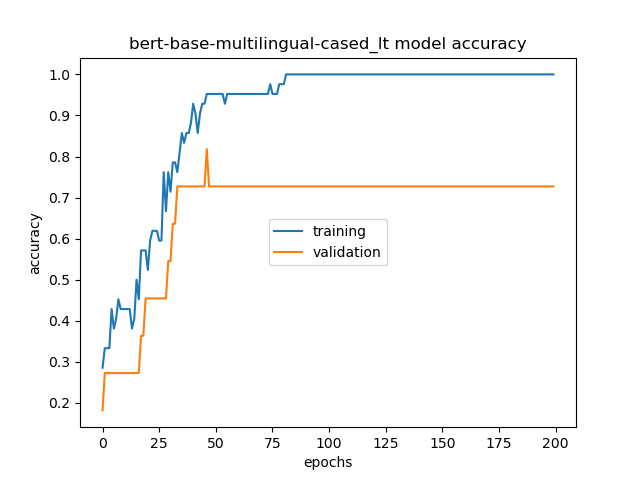 bert-base-multilingual-cased_lt model accuracy
1.0
0.9
0.8
0.7
0.6
0.5
0.4
0.3
0.2
accuracy
training
validation
0 25 50 75 100 125 150 175 200
epochs